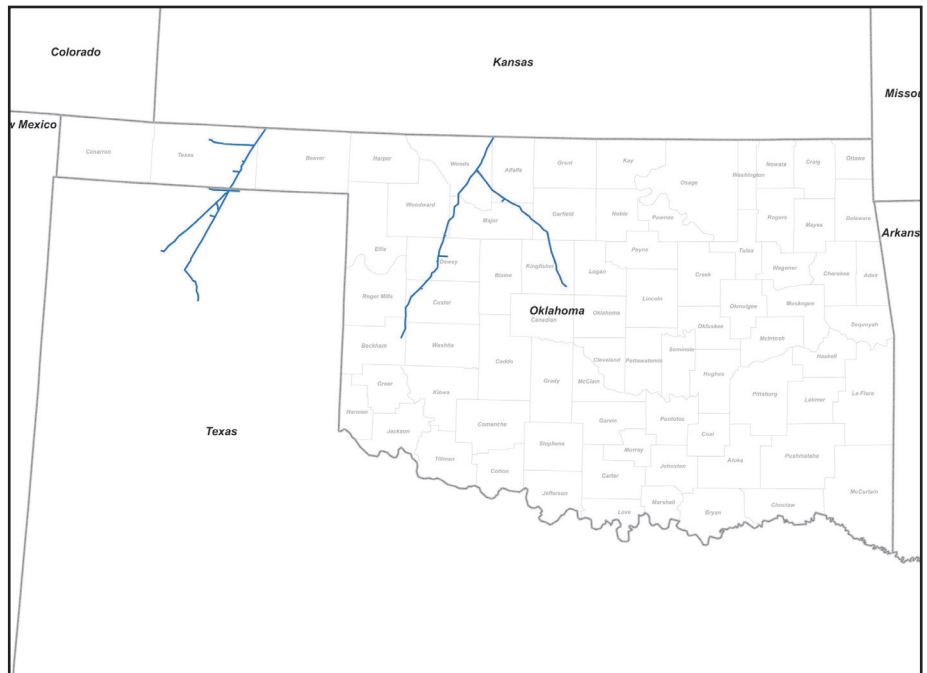 Colorado
Kansas
Missou
w Mexico
Cimarron
Texas
Beaver
Harper
Woods
Alfalfa
Grant
Kay
Osage
Washington
Nowata
Craig
Ottawa
Woodward
Major
Garfield
Noble
Pawnee
Rogers
Mayes
Delaware
Arkans
Ellis
Dewey
Blaine
Kingfisher
Logan
Payne
Creek
Tulsa
Wagoner
Cherokee
Adair
Roger Mills
Custer
Oklahoma
Canadian
Oklahoma
Lincoln
Okfuskee
Okmulgee
Muskogee
McIntosh
Sequoyah
Beckham
Washita
Caddo
Grady
McClain
Cleveland
Pottawatomie
Seminole
Hughes
Pittsburg
Haskell
Latimer
Le Flore
Greer
Kiowa
Harmon
Jackson
Comanche
Garvin
Pontotoc
Texas
Tillman
Cotton
Stephens
Murray
Carter
Johnston
Coal
Atoka
Pushmataha
McCurtain
Jefferson
Love
Marshall
Bryan
Choctaw